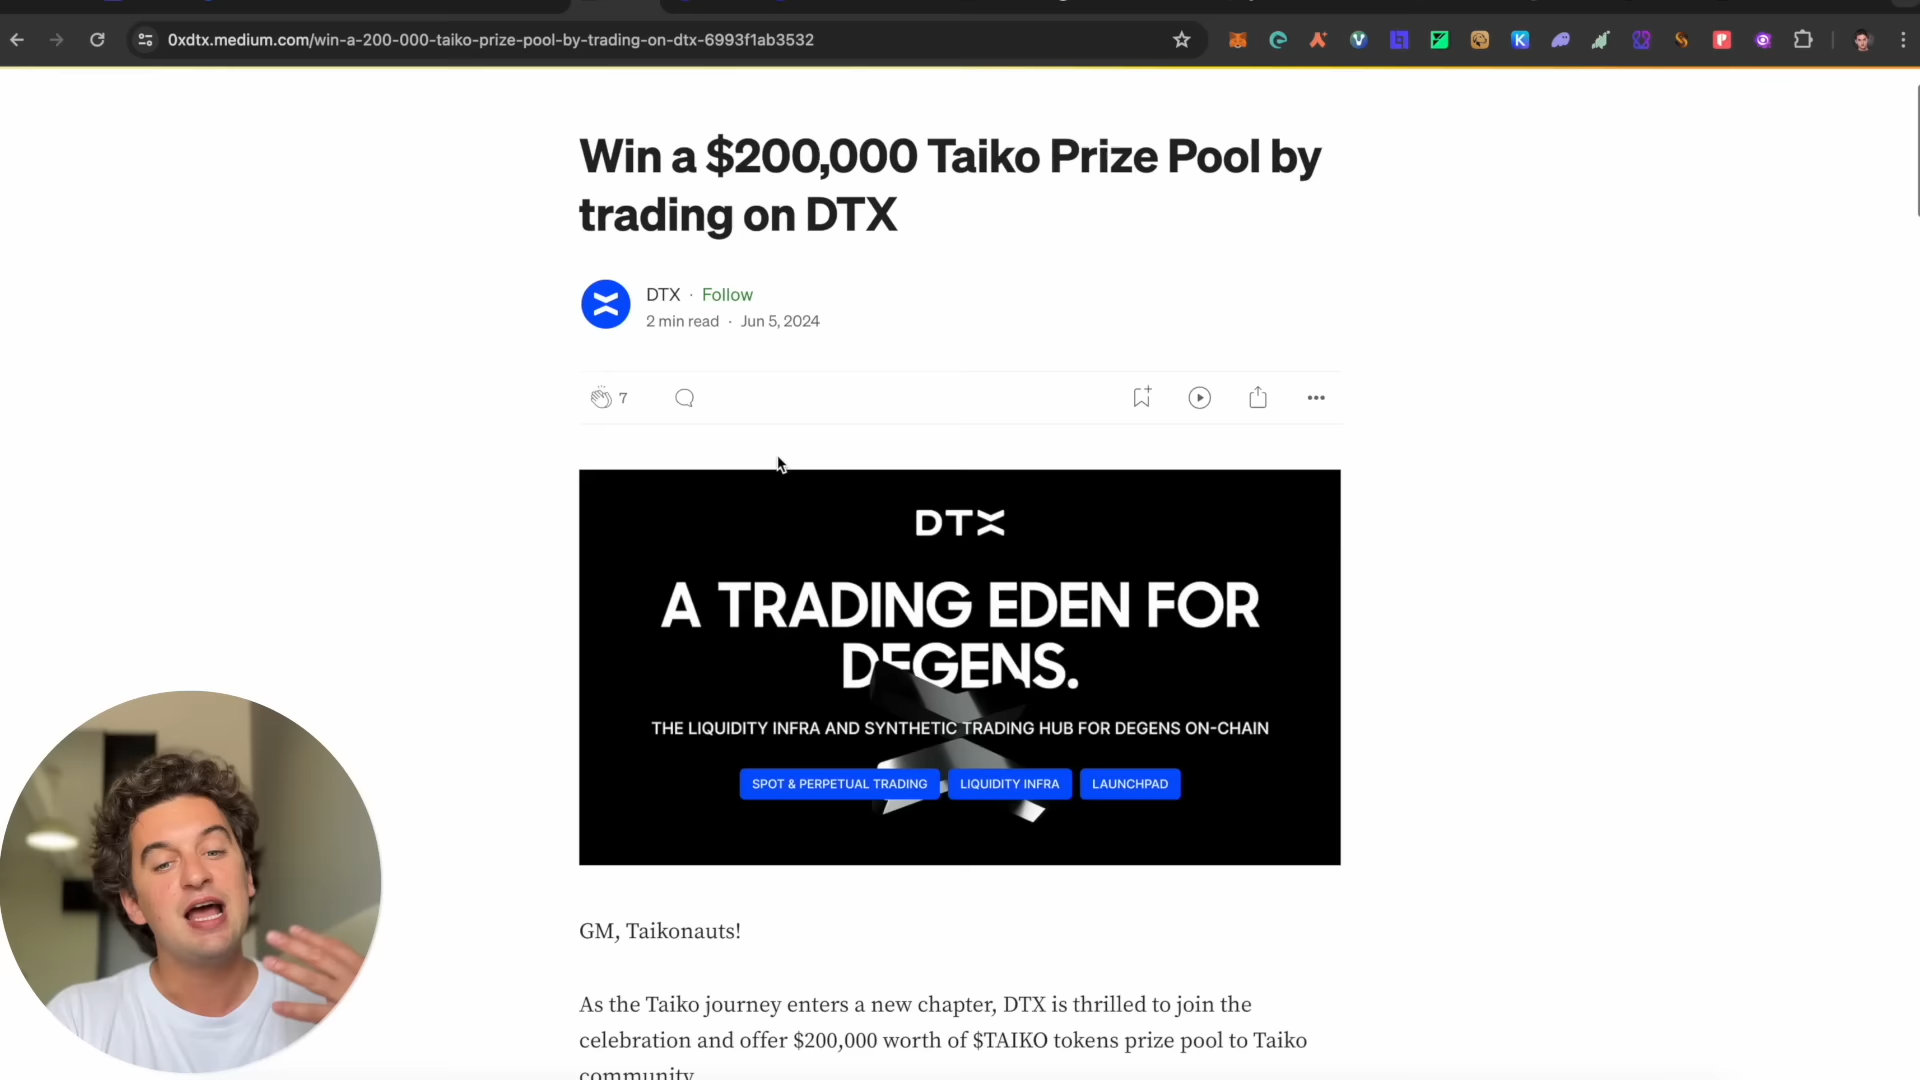 0xdtx.medium.com/win-a-200-000-taiko-prize-pool-by-trading-on-dtx-6993f1ab3532
Win a $200,000 Taiko Prize Pool by
trading on DTX
DTX · Follow
2 min read · Jun 5, 2024
7
DTX
A TRADING EDEN FOR
DEGENS.
THE LIQUIDITY INFRA AND SYNTHETIC TRADING HUB FOR DEGENS ON-CHAIN
SPOT & PERPETUAL TRADING LIQUIDITY INFRA LAUNCHPAD
GM, Taikonauts!
As the Taiko journey enters a new chapter, DTX is thrilled to join the
celebration and offer $200,000 worth of $TAIKO tokens prize pool to Taiko
community.